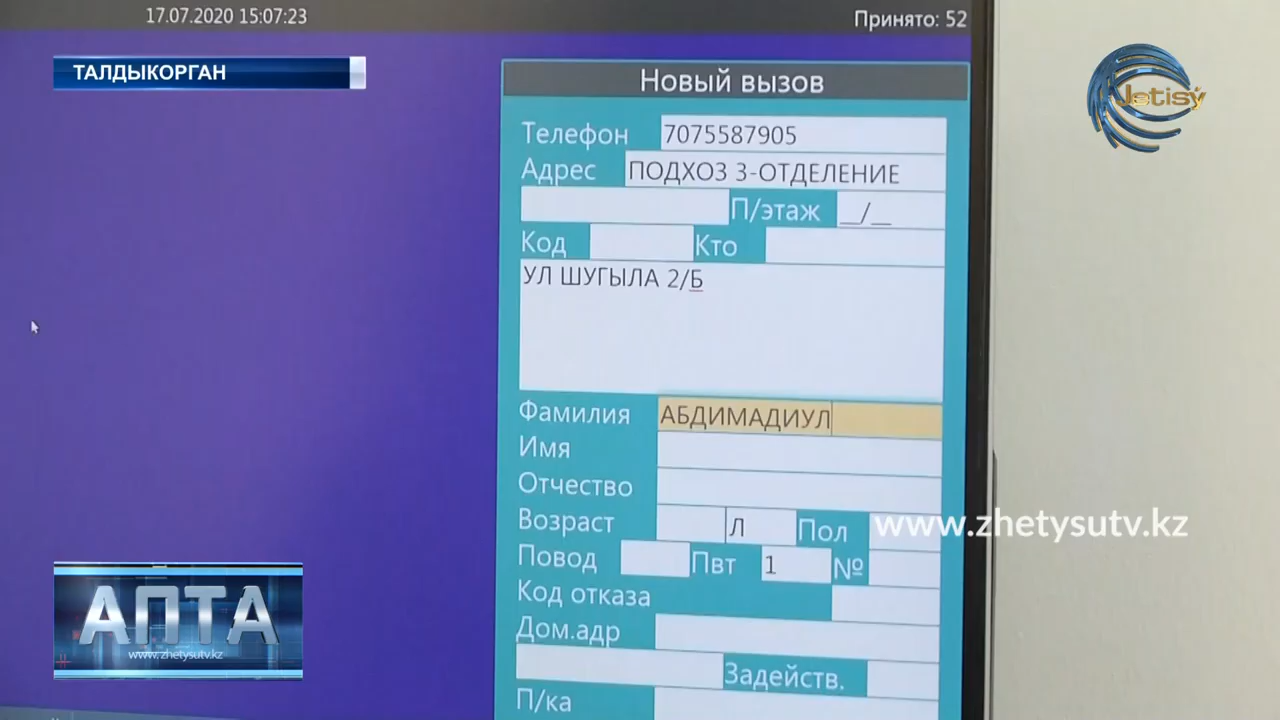 17.07.2020 15:07:23
Принято: 52
ТАЛДЫКОРГАН
Jetisý
Новый вызов
Телефон 7075587905
Адрес ПОДХОЗ 3-ОТДЕЛЕНИЕ
П/этаж __/__
Код Кто
УЛ ШУГЫЛА 2/Б
Фамилия АБДИМАДИУЛ
Имя
Отчество
Возраст Л Пол
www.zhetysutv.kz
Повод Пвт 1 №
Код отказа
Дом.адр
Задейств.
П/ка
АПТА
www.zhetysutv.kz